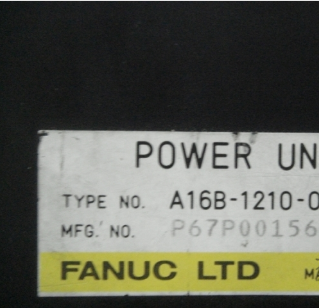 POWER UN
TYPE NO. A16B-1210-0
MFG. NO. P67P00156
FANUC LTD